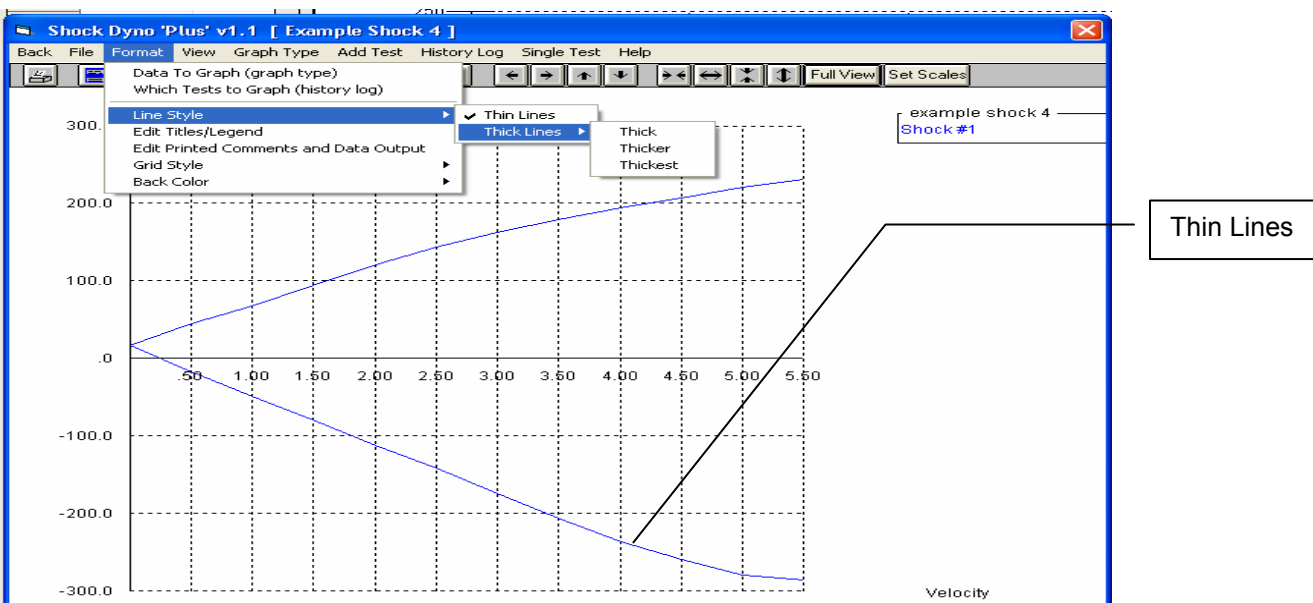 250
Shock Dyno 'Plus' v1.1 [ Example Shock 4 ]
Back File Format View Graph Type Add Test History Log Single Test Help
Full View Set Scales
Data To Graph (graph type)
Which Tests to Graph (history log)
Line Style
Edit Titles/Legend
Edit Printed Comments and Data Output
Grid Style
Back Color
Thin Lines
Thick Lines
Thick
Thicker
Thickest
example shock 4
Shock #1
300.
200.0
100.0
.0
.50 1.00 1.50 2.00 2.50 3.00 3.50 4.00 4.50 5.00 5.50
-100.0
-200.0
-300.0
Velocity
Thin Lines